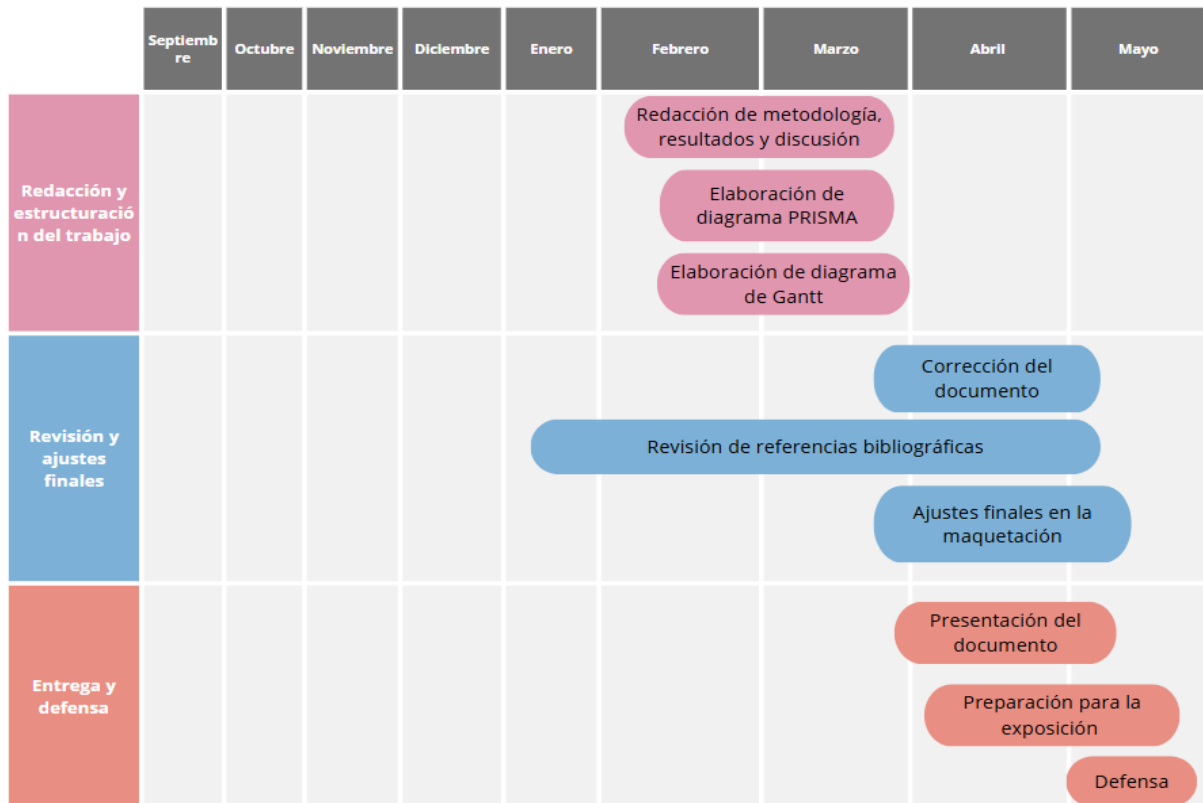 Septiemb
re
Octubre
Noviembre
Diciembre
Enero
Febrero
Marzo
Abril
Mayo
Redacción y
estructuració
n del trabajo
Redacción de metodología,
resultados y discusión
Elaboración de
diagrama PRISMA
Elaboración de diagrama
de Gantt
Revisión y
ajustes
finales
Corrección del
documento
Revisión de referencias bibliográficas
Ajustes finales en la
maquetación
Entrega y
defensa
Presentación del
documento
Preparación para la
exposición
Defensa